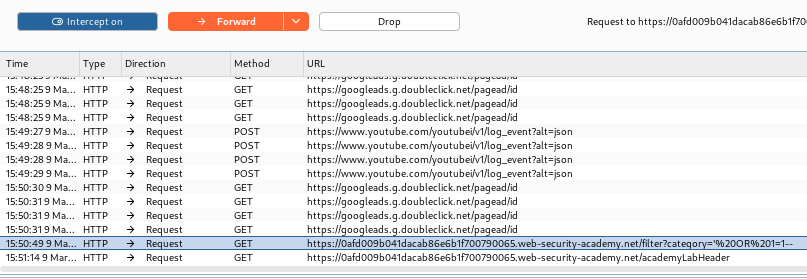 Intercept on Forward Drop Request to https://0afd009b041dacab86e6b1f70
Time Type Direction Method URL
15:48:25 9 Ma... HTTP → Request GET https://googleads.g.doubleclick.net/pagead/id
15:48:25 9 Ma... HTTP → Request GET https://googleads.g.doubleclick.net/pagead/id
15:48:25 9 Ma... HTTP → Request GET https://googleads.g.doubleclick.net/pagead/id
15:48:25 9 Ma... HTTP → Request GET https://googleads.g.doubleclick.net/pagead/id
15:49:27 9 Ma... HTTP → Request POST https://www.youtube.com/youtubei/v1/log_event?alt=json
15:49:28 9 Ma... HTTP → Request POST https://www.youtube.com/youtubei/v1/log_event?alt=json
15:49:28 9 Ma... HTTP → Request POST https://www.youtube.com/youtubei/v1/log_event?alt=json
15:49:29 9 Ma... HTTP → Request POST https://www.youtube.com/youtubei/v1/log_event?alt=json
15:50:30 9 Ma... HTTP → Request GET https://googleads.g.doubleclick.net/pagead/id
15:50:31 9 Ma... HTTP → Request GET https://googleads.g.doubleclick.net/pagead/id
15:50:31 9 Ma... HTTP → Request GET https://googleads.g.doubleclick.net/pagead/id
15:50:31 9 Ma... HTTP → Request GET https://googleads.g.doubleclick.net/pagead/id
15:50:49 9 Ma... HTTP → Request GET https://0afd009b041dacab86e6b1f700790065.web-security-academy.net/filter?category='%20OR%201=1--
15:51:14 9 Mar... HTTP → Request GET https://0afd009b041dacab86e6b1f700790065.web-security-academy.net/academyLabHeader